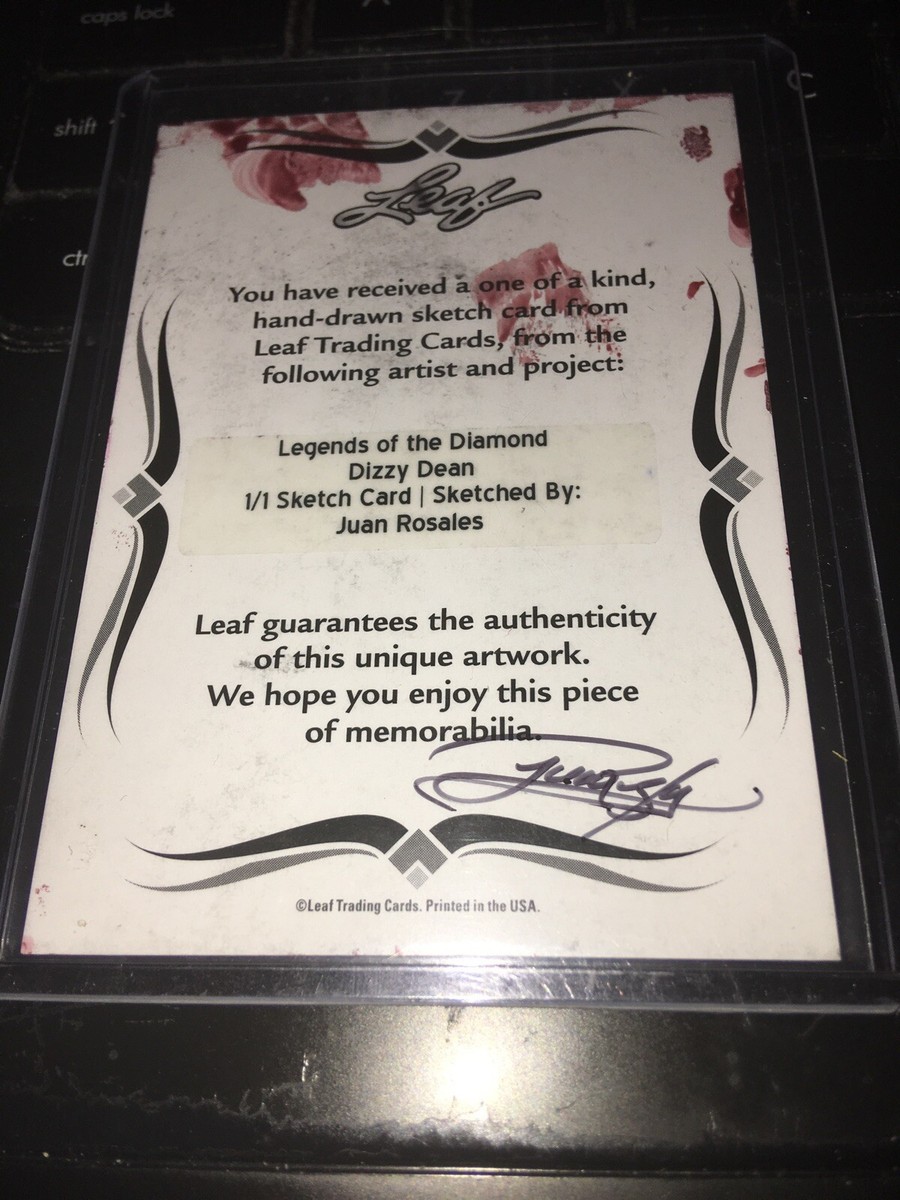 caps lock
shift
ctr
Z
X
C
Leaf
You have received a one of a kind,
hand-drawn sketch card from
Leaf Trading Cards, from the
following artist and project:
Legends of the Diamond
Dizzy Dean
1/1 Sketch Card | Sketched By:
Juan Rosales
Leaf guarantees the authenticity
of this unique artwork.
We hope you enjoy this piece
of memorabilia.
©Leaf Trading Cards. Printed in the USA.